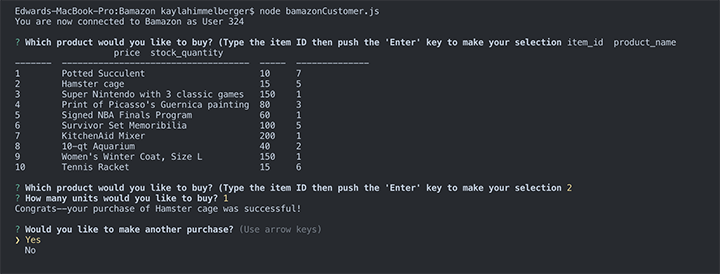 Edwards-MacBook-Pro:Bamazon kaylahimmelberger$ node bamazonCustomer.js
You are now connected to Bamazon as User 324
? Which product would you like to buy? (Type the item ID then push the 'Enter' key to make your selection item_id  product_name
                  price  stock_quantity
-------  ----------------------------------  -----  --------------
1        Potted Succulent                    10     7
2        Hamster cage                        15     5
3        Super Nintendo with 3 classic games 150    1
4        Print of Picasso's Guernica painting 80     3
5        Signed NBA Finals Program           60     1
6        Survivor Set Memoribilia            100    5
7        KitchenAid Mixer                    200    1
8        10-qt Aquarium                      40     2
9        Women's Winter Coat, Size L         150    1
10       Tennis Racket                       15     6
? Which product would you like to buy? (Type the item ID then push the 'Enter' key to make your selection 2
? How many units would you like to buy? 1
Congrats--your purchase of Hamster cage was successful!
? Would you like to make another purchase? (Use arrow keys)
❯ Yes
  No